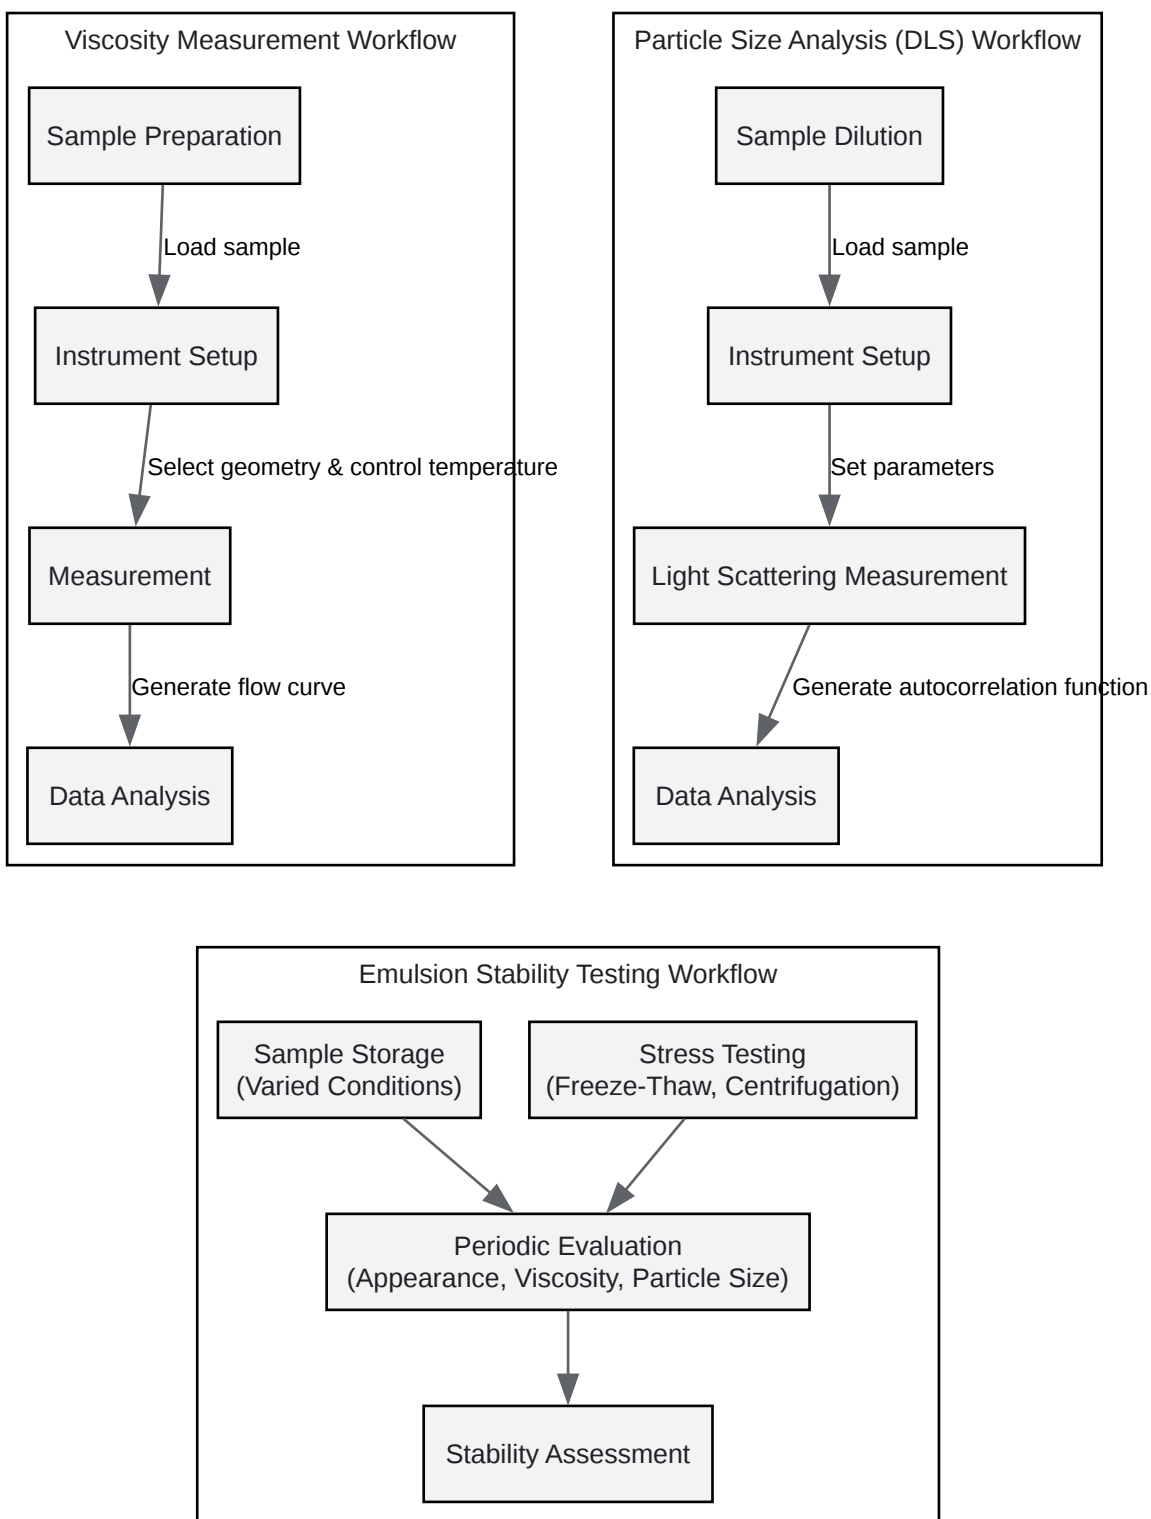 Viscosity Measurement Workflow
Sample Preparation
Load sample
Instrument Setup
Select geometry & control temperature
Measurement
Generate flow curve
Data Analysis
Particle Size Analysis (DLS) Workflow
Sample Dilution
Load sample
Instrument Setup
Set parameters
Light Scattering Measurement
Generate autocorrelation function
Data Analysis
Emulsion Stability Testing Workflow
Sample Storage
(Varied Conditions)
Stress Testing
(Freeze-Thaw, Centrifugation)
Periodic Evaluation
(Appearance, Viscosity, Particle Size)
Stability Assessment